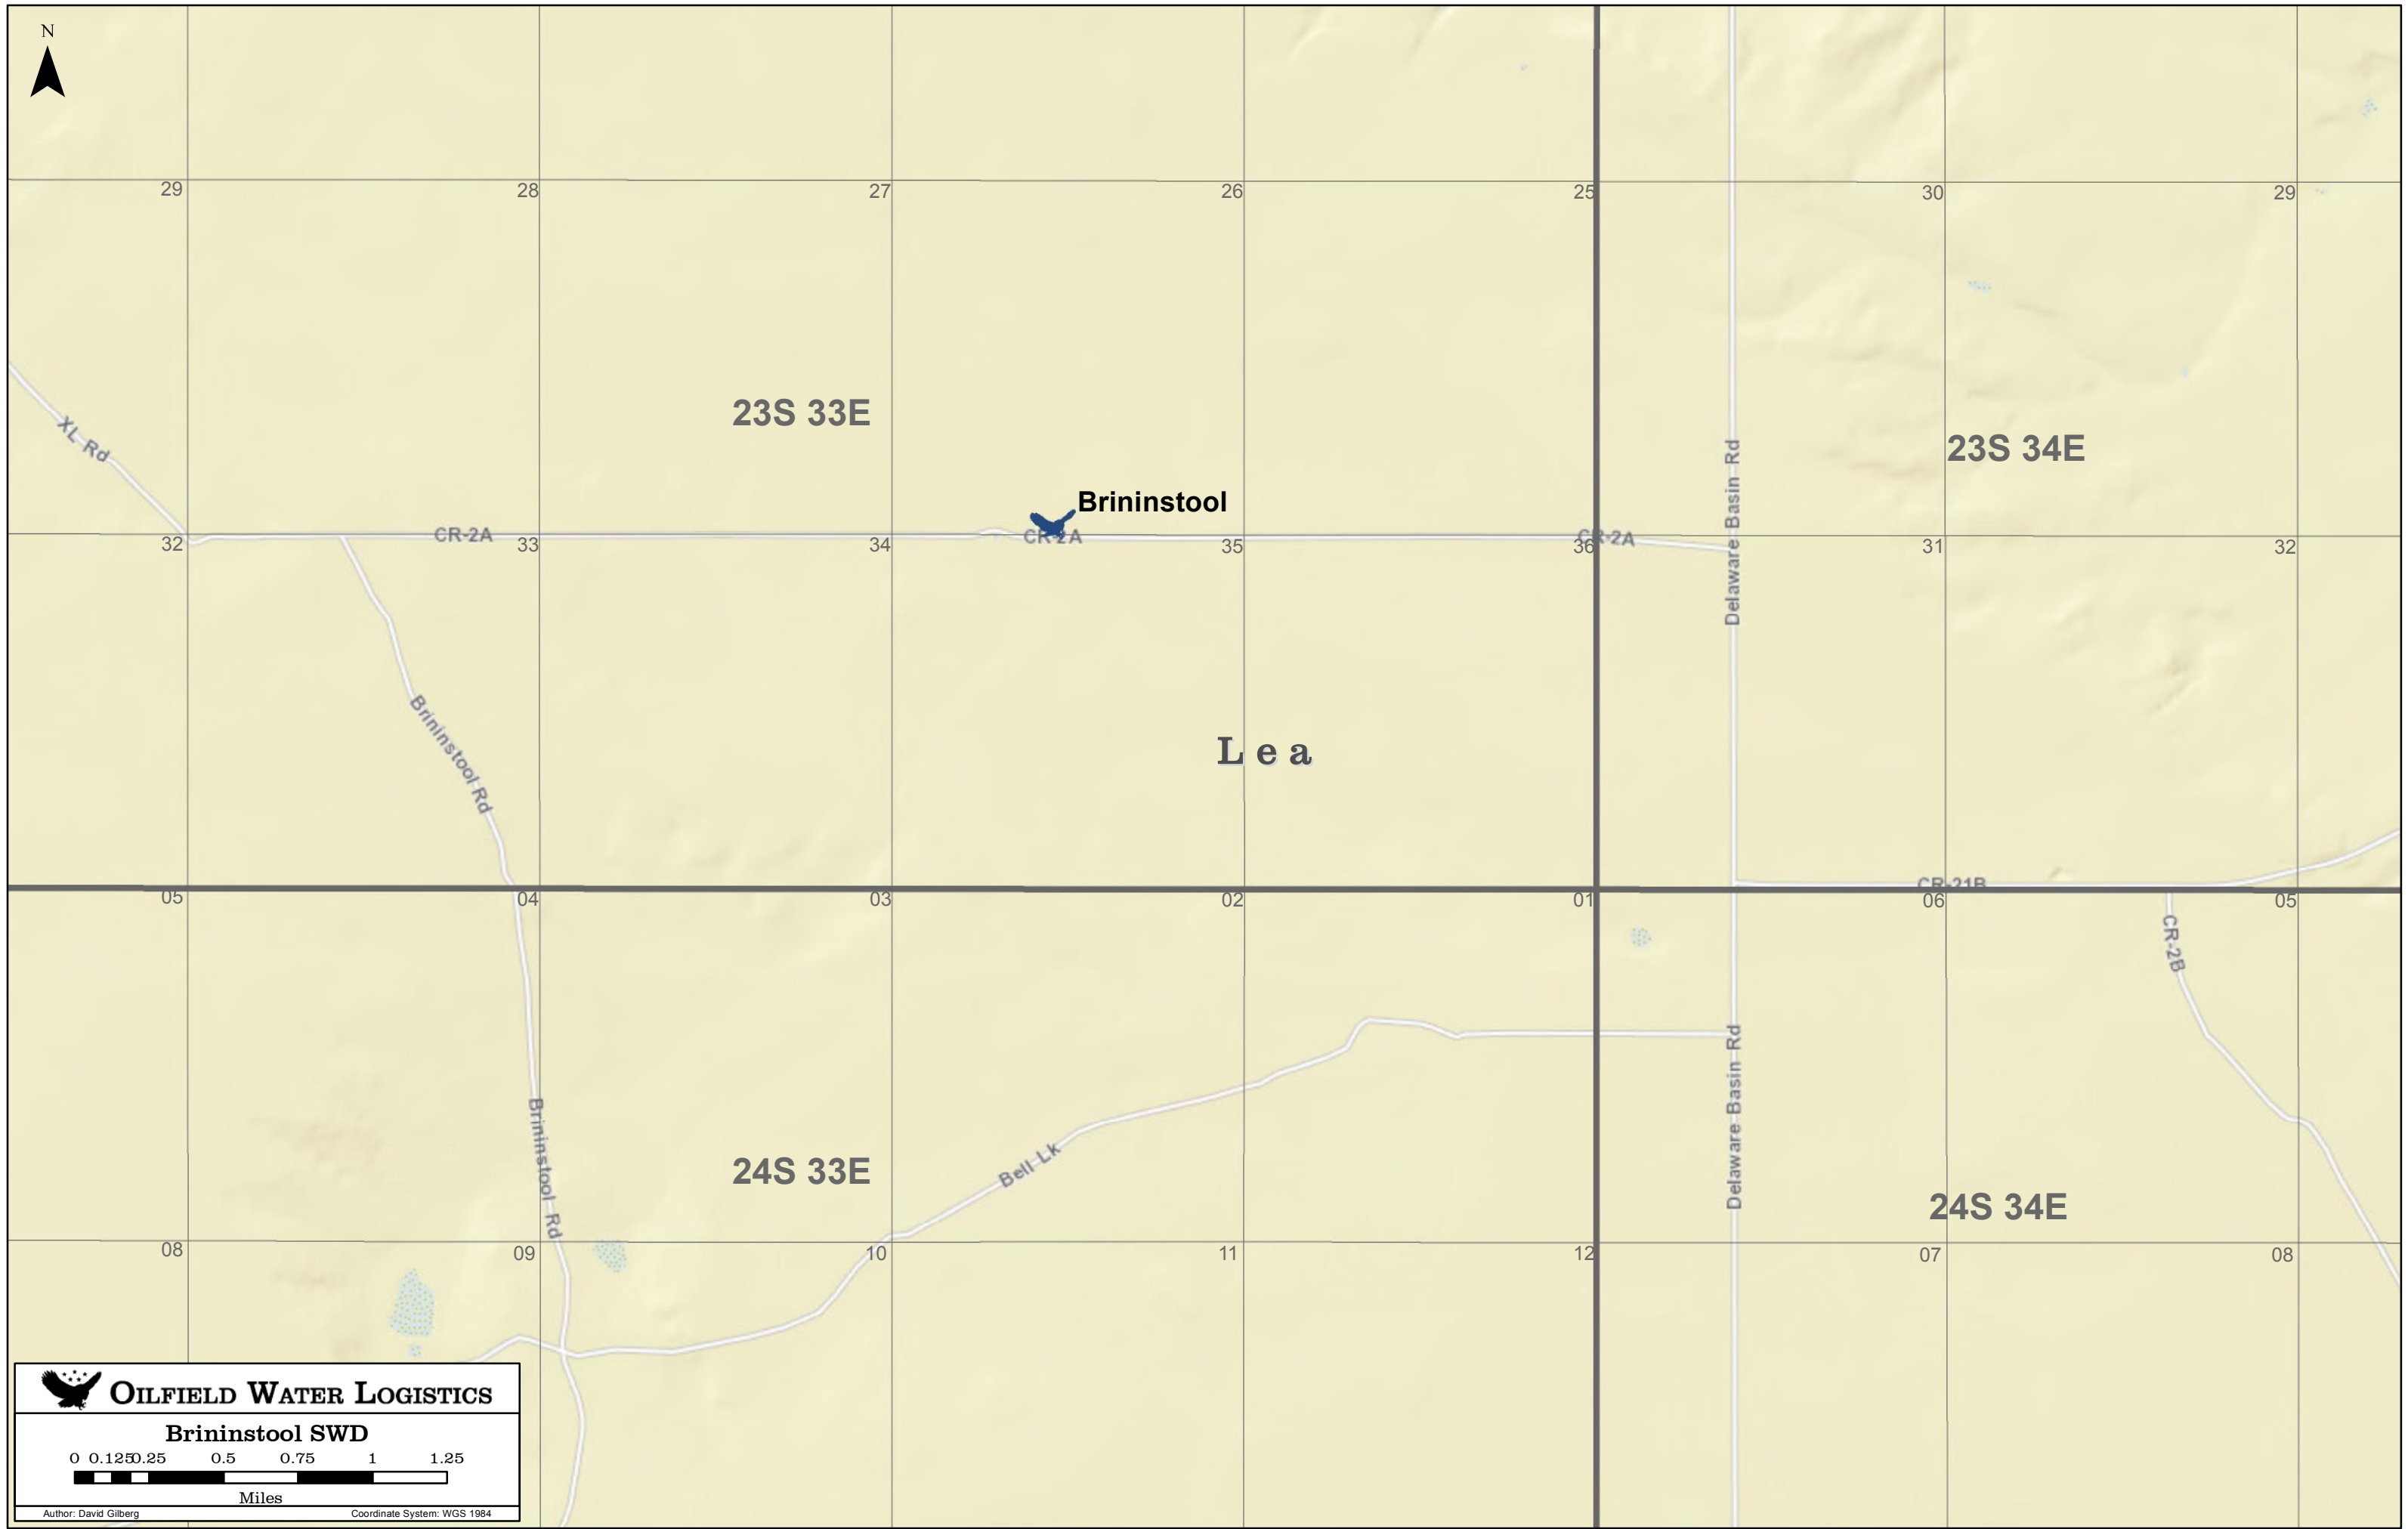 N
29 28 27 26 25 30 29
23S 33E
23S 34E
XL Rd
Delaware Basin Rd
Brininstool
CR-2A CR-2A CR-2A
32 33 34 35 36 31 32
Brininstool Rd
Lea
CR-21B
05 04 03 02 01 06 05
CR-2B
Delaware Basin Rd
Brininstool Rd
Bell Lk
24S 33E
24S 34E
08 09 10 11 12 07 08
OILFIELD WATER LOGISTICS
Brininstool SWD
0 0.125 0.25 0.5 0.75 1 1.25
Miles
Author: David Gilberg Coordinate System: WGS 1984